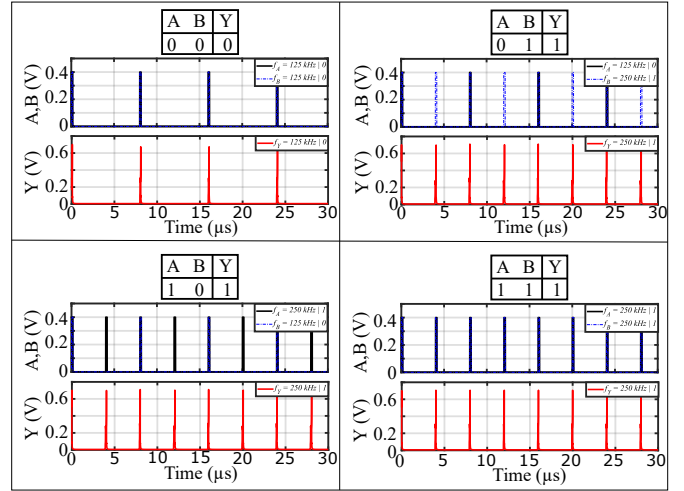 A B Y
0 0 0
f_A = 125 kHz | 0
f_B = 125 kHz | 0
A,B (V)
0.4
0.2
0
f_Y = 125 kHz | 0
Y (V)
0.6
0.2
0
0 5 10 15 20 25 30
Time (µs)
A B Y
0 1 1
f_A = 125 kHz | 0
f_B = 250 kHz | 1
A,B (V)
0.4
0.2
0
f_Y = 250 kHz | 1
Y (V)
0.6
0.2
0
0 5 10 15 20 25 30
Time (µs)
A B Y
1 0 1
f_A = 250 kHz | 1
f_B = 125 kHz | 0
A,B (V)
0.4
0.2
0
f_Y = 250 kHz | 1
Y (V)
0.6
0.2
0
0 5 10 15 20 25 30
Time (µs)
A B Y
1 1 1
f_A = 250 kHz | 1
f_B = 250 kHz | 1
A,B (V)
0.4
0.2
0
f_Y = 250 kHz | 1
Y (V)
0.6
0.2
0
0 5 10 15 20 25 30
Time (µs)